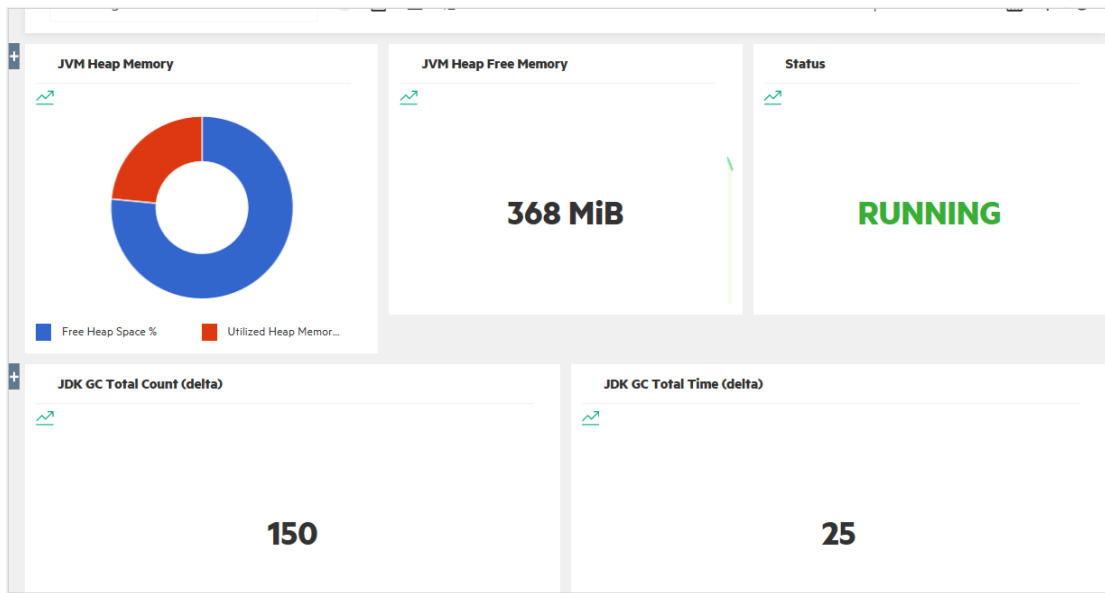 JVM Heap Memory
JVM Heap Free Memory
Status
368 MiB
RUNNING
Free Heap Space %
Utilized Heap Memor...
JDK GC Total Count (delta)
JDK GC Total Time (delta)
150
25